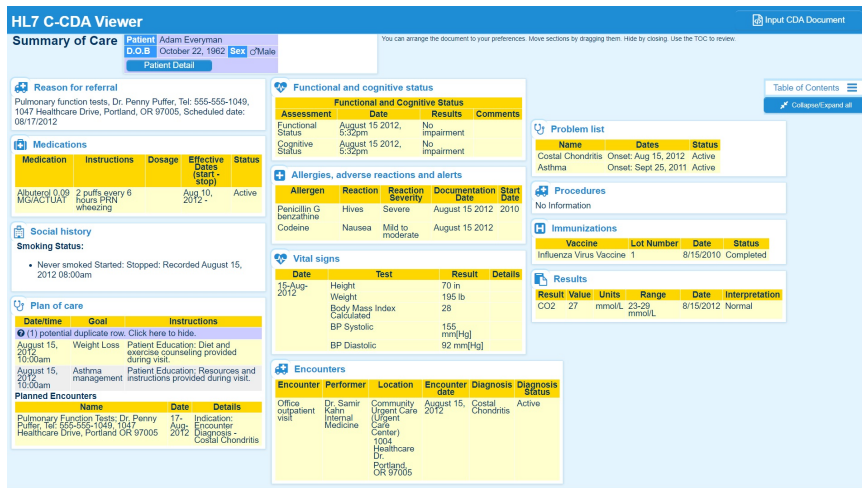 HL7 C-CDA Viewer
Input CDA Document
Summary of Care
Patient Adam Everyman
D.O.B October 22, 1962 Sex ♂Male
Patient Detail
You can arrange the document to your preferences. Move sections by dragging them. Hide by closing. Use the TOC to review.
Table of Contents
Collapse/Expand all
Reason for referral
Pulmonary function tests, Dr. Penny Puffer, Tel: 555-555-1049,
1047 Healthcare Drive, Portland, OR 97005, Scheduled date:
08/17/2012
Medications
Medication Instructions Dosage Effective Dates (start - stop) Status
Albuterol 0.09 MG/ACTUAT 2 puffs every 6 hours PRN wheezing Aug 10, 2012 - Active
Social history
Smoking Status:
• Never smoked Started: Stopped: Recorded August 15,
2012 08:00am
Plan of care
Date/time Goal Instructions
(1) potential duplicate row. Click here to hide.
August 15, 2012 10:00am Weight Loss Patient Education: Diet and exercise counseling provided during visit.
August 15, 2012 10:00am Asthma management Patient Education: Resources and instructions provided during visit.
Planned Encounters
Name Date Details
Pulmonary Function Tests; Dr. Penny Puffer, Tel: 555-555-1049, 1047 Healthcare Drive, Portland OR 97005 17-Aug-2012 Indication: Encounter Diagnosis - Costal Chondritis
Functional and cognitive status
Functional and Cognitive Status
Assessment Date Results Comments
Functional Status August 15 2012, 5:32pm No impairment
Cognitive Status August 15 2012, 5:32pm No impairment
Allergies, adverse reactions and alerts
Allergen Reaction Reaction Severity Documentation Date Start Date
Penicillin G benzathine Hives Severe August 15 2012 2010
Codeine Nausea Mild to moderate August 15 2012
Vital signs
Date Test Result Details
15-Aug-2012 Height 70 in
Weight 195 lb
Body Mass Index Calculated 28
BP Systolic 155 mm[Hg]
BP Diastolic 92 mm[Hg]
Encounters
Encounter Performer Location Encounter date Diagnosis Diagnosis Status
Office outpatient visit Dr. Samir Kahn Internal Medicine Community Urgent Care (Urgent Care Center) 1004 Healthcare Dr. Portland, OR 97005 August 15, 2012 Costal Chondritis Active
Problem list
Name Dates Status
Costal Chondritis Onset: Aug 15, 2012 Active
Asthma Onset: Sept 25, 2011 Active
Procedures
No Information
Immunizations
Vaccine Lot Number Date Status
Influenza Virus Vaccine 1 8/15/2010 Completed
Results
Result Value Units Range Date Interpretation
CO2 27 mmol/L 23-29 mmol/L 8/15/2012 Normal